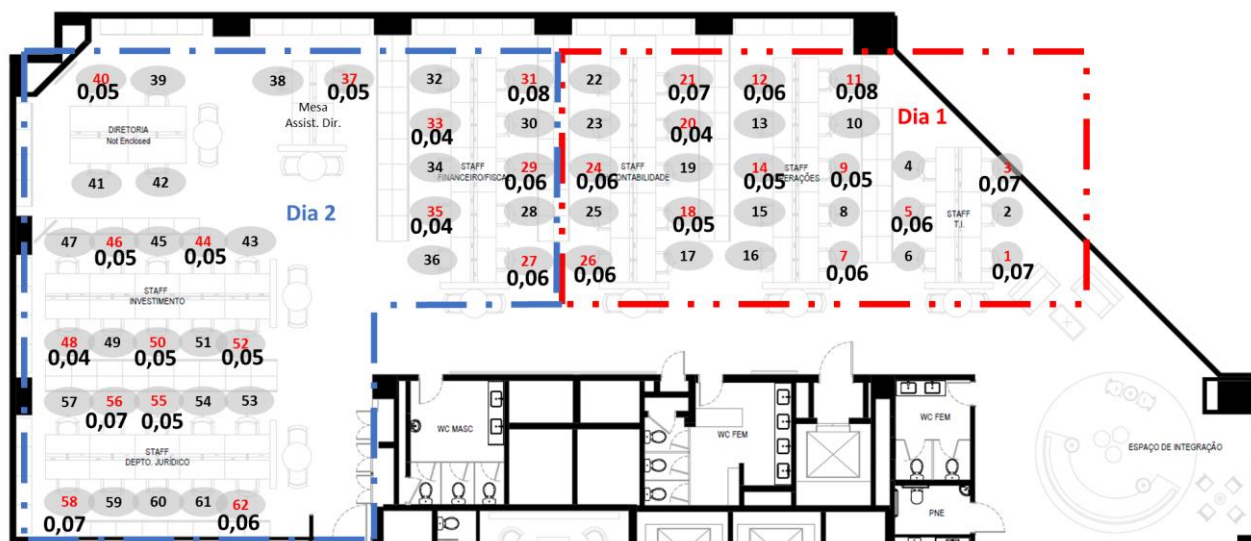 40 39 38 37 32 31 22 21 12 11
0,05 0,05 0,08 0,07 0,06 0,08
Mesa
Assist. Dir.
DIRETORIA
Not Enclosed
33 30 23 20 13 10 Dia 1
0,04 0,04
34 29 24 19 14 9 4 3
STAFF STAFF STAFF
0,06 0,06 0,05 0,05 0,07
41 42
Dia 2
35 28 25 18 15 8 5 2
0,04 0,05 0,06
STAFF
T.I.
47 46 45 44 43
0,05 0,05
36 27 26 17 16 7 6 1
0,06 0,06 0,06 0,07
STAFF
INVESTIMENTO
48 49 50 51 52
0,04 0,05 0,05
57 56 55 54 53
0,07 0,05
STAFF
DEPTO. JURÍDICO
58 59 60 61 62
0,07 0,06
WC MASC
WC FEM
WC FEM
PNE
ESPAÇO DE INTEGRAÇÃO